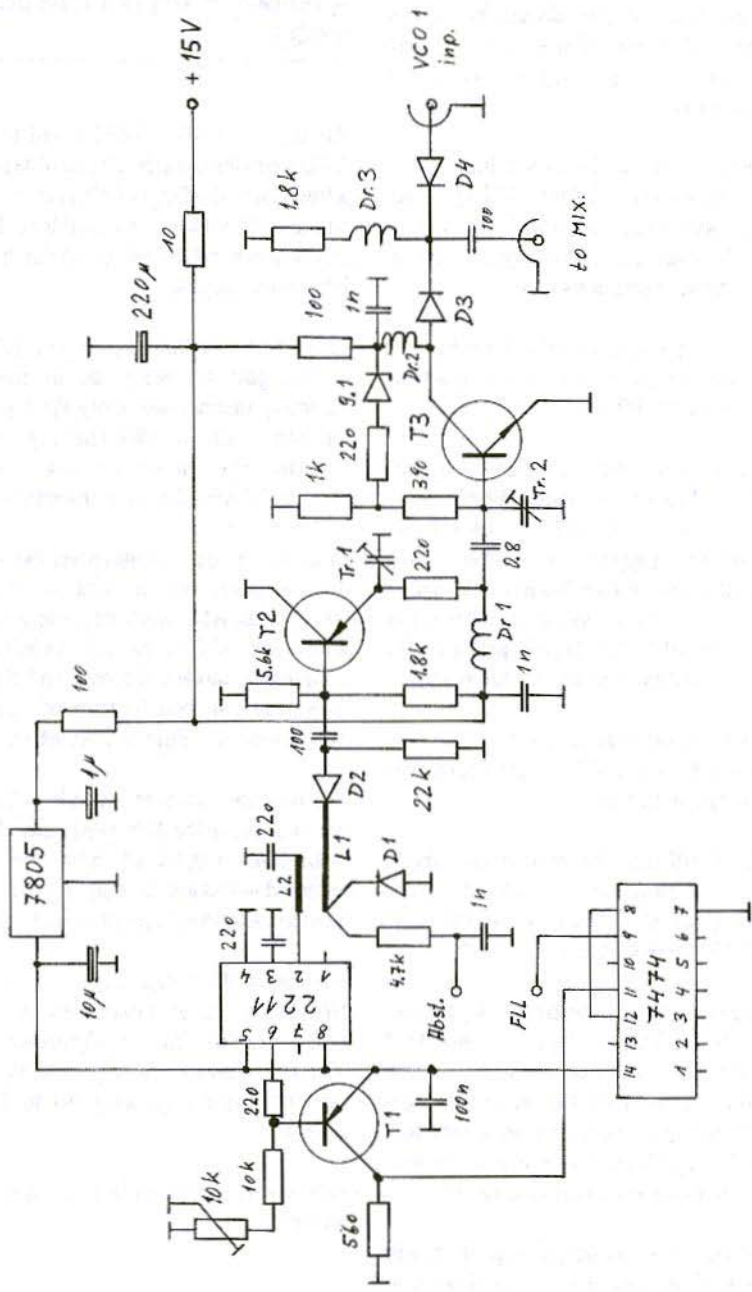 + 15V
VCO 1
inp.
10
1.8k
Dr.3
D4
100
to MIX.
220µ
100
1n
9.1
Dr.2
D3
220
1k
390
T3
Tr.2
Tr.1
220
0.8
5.6k
T2
1.8k
Dr.1
1n
100
100
22k
D2
7805
1µ
10µ
220
L2
L1
220
D1
4.7k
1n
Abst.
FLL
2211
4
3
2
1
5
6
7
8
220
10k
10k
T1
100n
560
7474
14
13
12
11
10
9
8
1
2
3
4
5
6
7